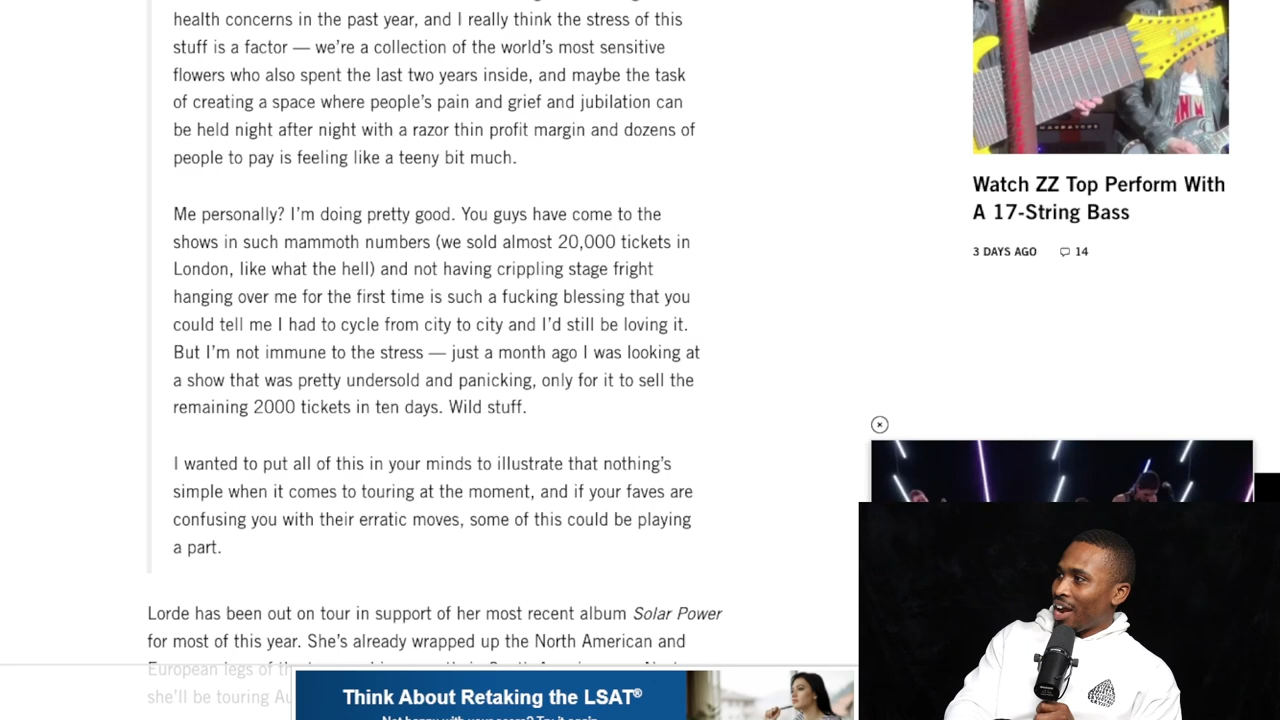 health concerns in the past year, and I really think the stress of this
stuff is a factor — we’re a collection of the world’s most sensitive
flowers who also spent the last two years inside, and maybe the task
of creating a space where people’s pain and grief and jubilation can
be held night after night with a razor thin profit margin and dozens of
people to pay is feeling like a teeny bit much.
Me personally? I’m doing pretty good. You guys have come to the
shows in such mammoth numbers (we sold almost 20,000 tickets in
London, like what the hell) and not having crippling stage fright
hanging over me for the first time is such a fucking blessing that you
could tell me I had to cycle from city to city and I’d still be loving it.
But I’m not immune to the stress — just a month ago I was looking at
a show that was pretty undersold and panicking, only for it to sell the
remaining 2000 tickets in ten days. Wild stuff.
I wanted to put all of this in your minds to illustrate that nothing’s
simple when it comes to touring at the moment, and if your faves are
confusing you with their erratic moves, some of this could be playing
a part.
Lorde has been out on tour in support of her most recent album Solar Power
for most of this year. She’s already wrapped up the North American and
European legs of
she’ll be touring
Watch ZZ Top Perform With
A 17-String Bass
3 DAYS AGO 14
Think About Retaking the LSAT®